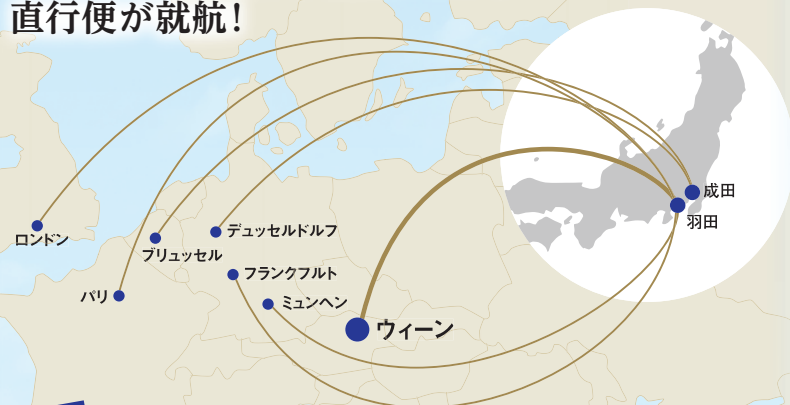 直行便が就航!
成田
羽田
ロンドン
デュッセルドルフ
ブリュッセル
フランクフルト
パリ
ミュンヘン
ウィーン